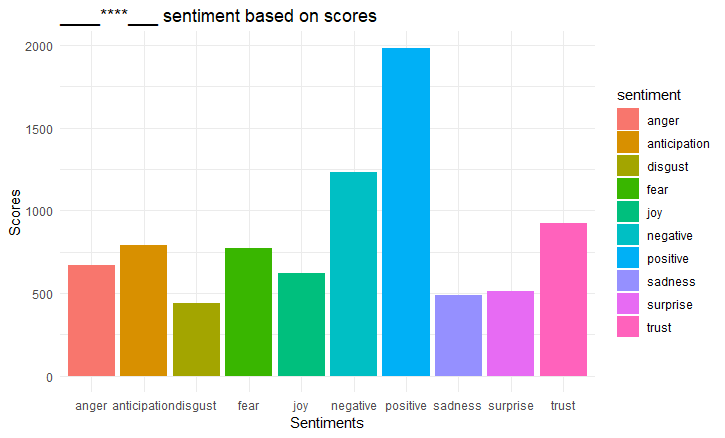 ____****___ sentiment based on scores
2000
1500
1000
500
0
Scores
anger anticipation disgust fear joy negative positive sadness surprise trust
Sentiments
sentiment
anger
anticipation
disgust
fear
joy
negative
positive
sadness
surprise
trust